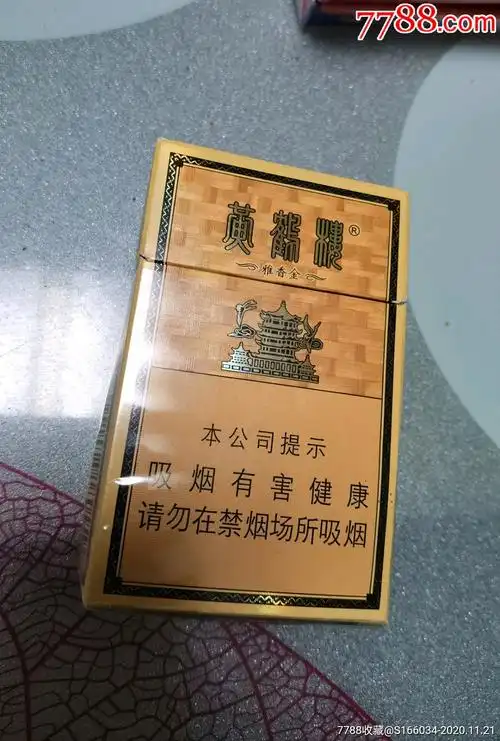 7788.com
黄鹤楼®
雅香金
本公司提示
吸烟有害健康
请勿在禁烟场所吸烟
7788收藏@S166034-2020.11.21